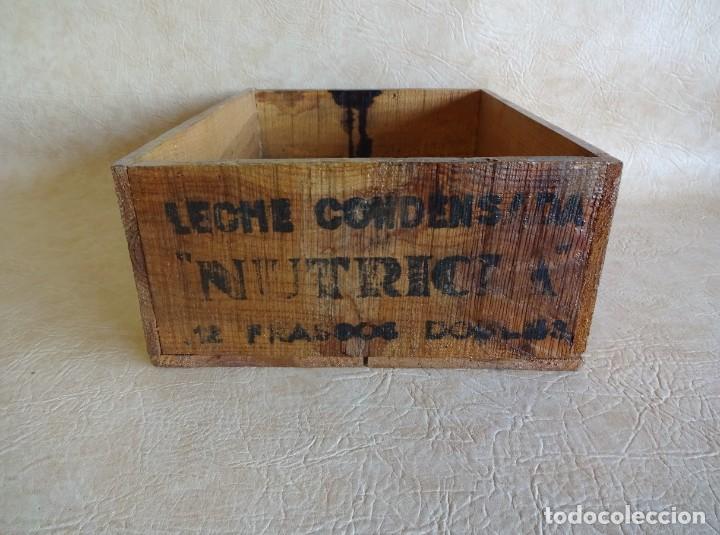 LECHE CONDENSADA
"NUTRICIA"
12 FRASCOS DOBLES
todocoleccion